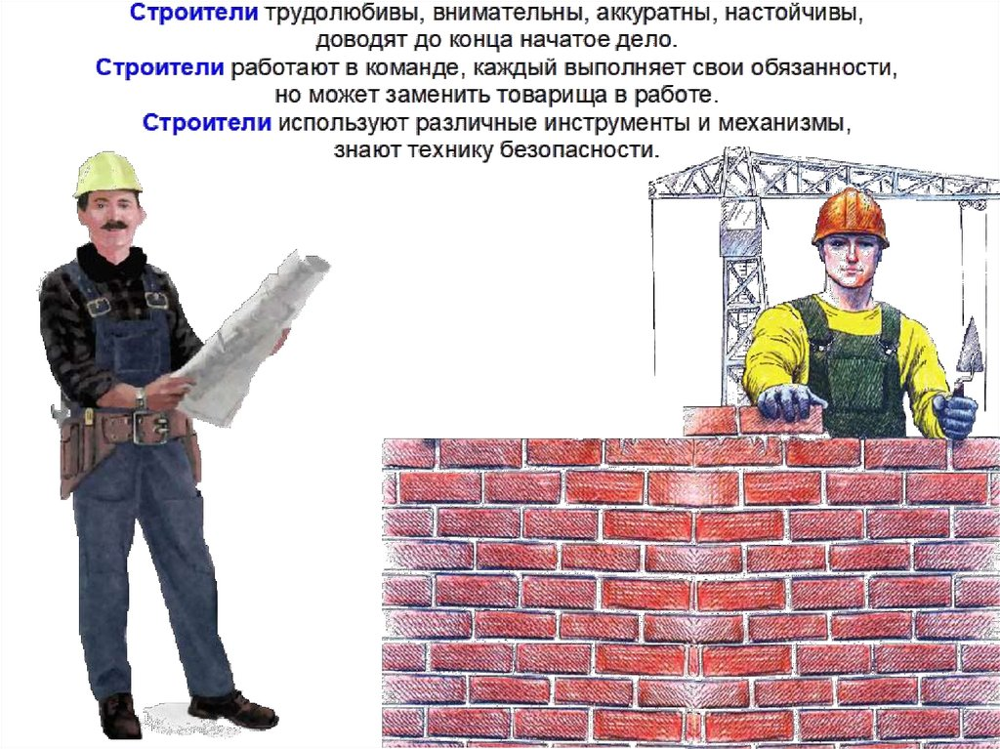 Строители трудолюбивы, внимательны, аккуратны, настойчивы,
доводят до конца начатое дело.
Строители работают в команде, каждый выполняет свои обязанности,
но может заменить товарища в работе.
Строители используют различные инструменты и механизмы,
знают технику безопасности.